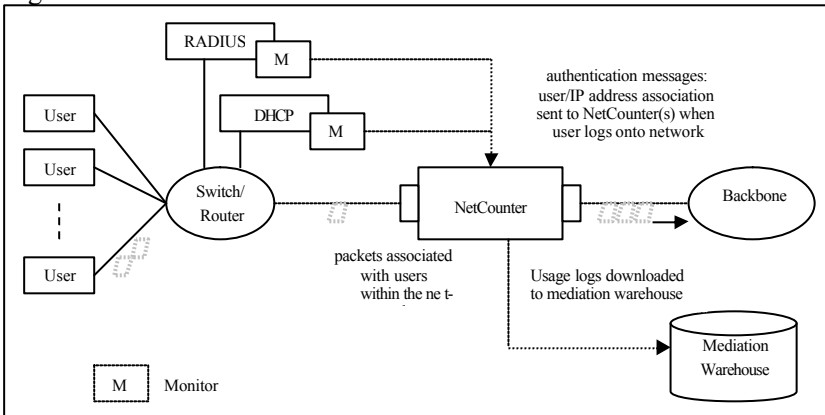 RADIUS
M
authentication messages:
user/IP address association
sent to NetCounter(s) when
user logs onto network
User
DHCP
M
User
Switch/
Router
NetCounter
Backbone
User
packets associated
with users
within the ne t-
Usage logs downloaded
to mediation warehouse
Mediation
Warehouse
M
Monitor